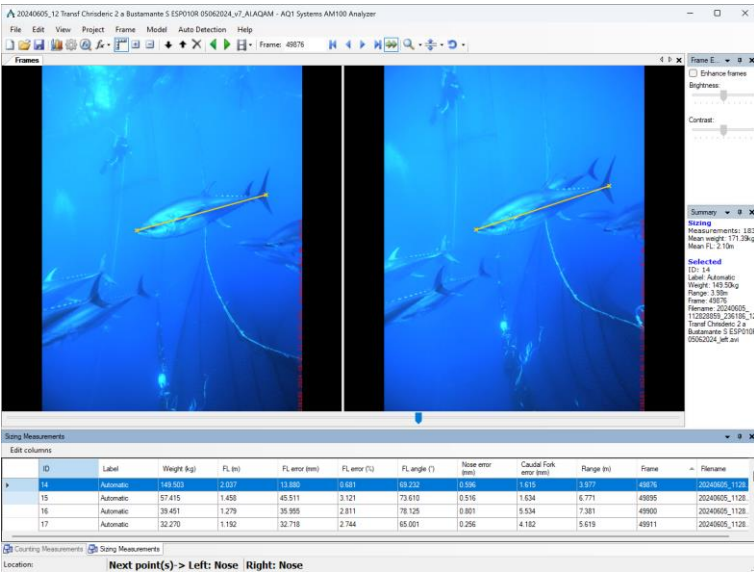 20240605_12 Transf Chrisderic 2 a Bustamante S ESP010R 05062024_v7_ALAQAM - AQ1 Systems AM100 Analyzer
File Edit View Project Frame Model Auto Detection Help
Frame: 49876
Frames
Frame E...
Enhance frames
Brightness:
Contrast:
Summary
Sizing
Measurements: 183
Mean weight: 171.39kg
Mean FL: 2.10m
Selected
ID: 14
Label: Automatic
Weight: 149.50kg
Range: 3.98m
Frame: 49876
Filename: 20240605_
112828859_236186_12
Transf Chrisderic 2 a
Bustamante S ESP010R
05062024_left.avi
Sizing Measurements
Edit columns
ID Label Weight (kg) FL (m) FL error (mm) FL error (%) FL angle (°) Nose error (mm) Caudal Fork error (mm) Range (m) Frame Filename
14 Automatic 149.503 2.037 13.880 0.681 69.232 0.596 1.615 3.977 49876 20240605_1128...
15 Automatic 57.415 1.458 45.511 3.121 73.610 0.516 1.634 6.771 49895 20240605_1128...
16 Automatic 39.451 1.279 35.955 2.811 78.125 0.801 5.534 7.381 49900 20240605_1128...
17 Automatic 32.270 1.192 32.718 2.744 65.001 0.256 4.182 5.619 49911 20240605_1128...
Counting Measurements Sizing Measurements
Location: Next point(s)-> Left: Nose Right: Nose